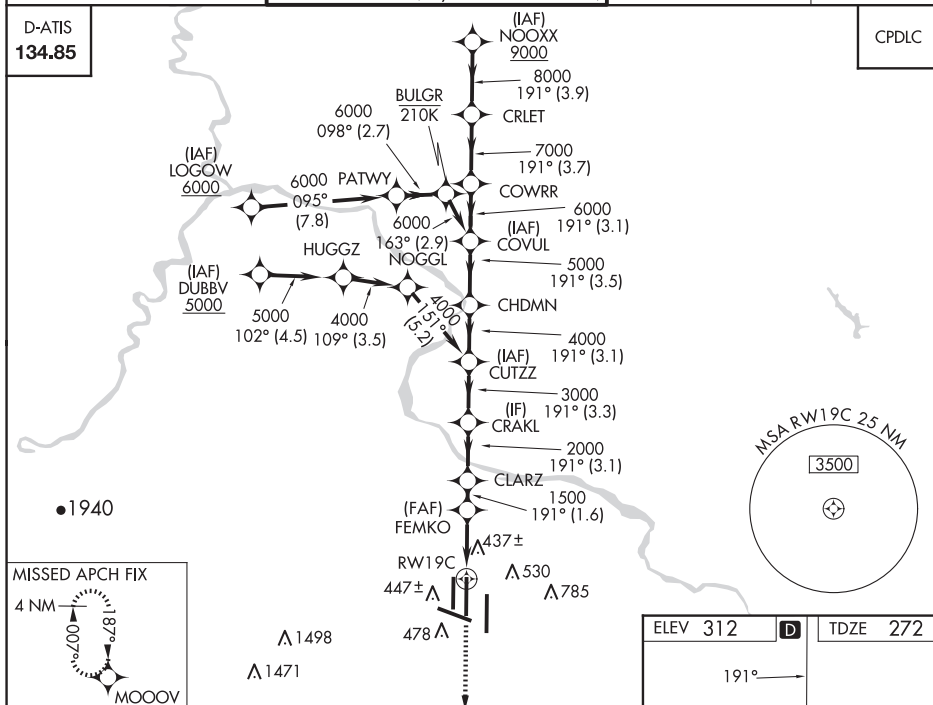 D-ATIS
134.85
CPDLC
(IAF)
NOOXX
9000
8000
191° (3.9)
CRLET
BULGR
210K
6000
098° (2.7)
7000
191° (3.7)
COWRR
(IAF)
LOGOW
6000
6000
095°
(7.8)
PATWY
6000
191° (3.1)
6000
163° (2.9)
(IAF)
COVUL
5000
191° (3.5)
(IAF)
DUBBV
5000
HUGGZ
NOGGL
5000
102° (4.5)
4000
109° (3.5)
4000
151°
(5.2)
CHDMN
4000
191° (3.1)
(IAF)
CUTZZ
3000
191° (3.3)
(IF)
CRAKL
2000
191° (3.1)
CLARZ
1500
191° (1.6)
(FAF)
FEMKO
MSA RW19C 25 NM
3500
1940
RW19C
437±
530
785
447±
478
1498
1471
MISSED APCH FIX
4 NM
187°
007°
MOOOV
ELEV 312
D
TDZE 272
191°